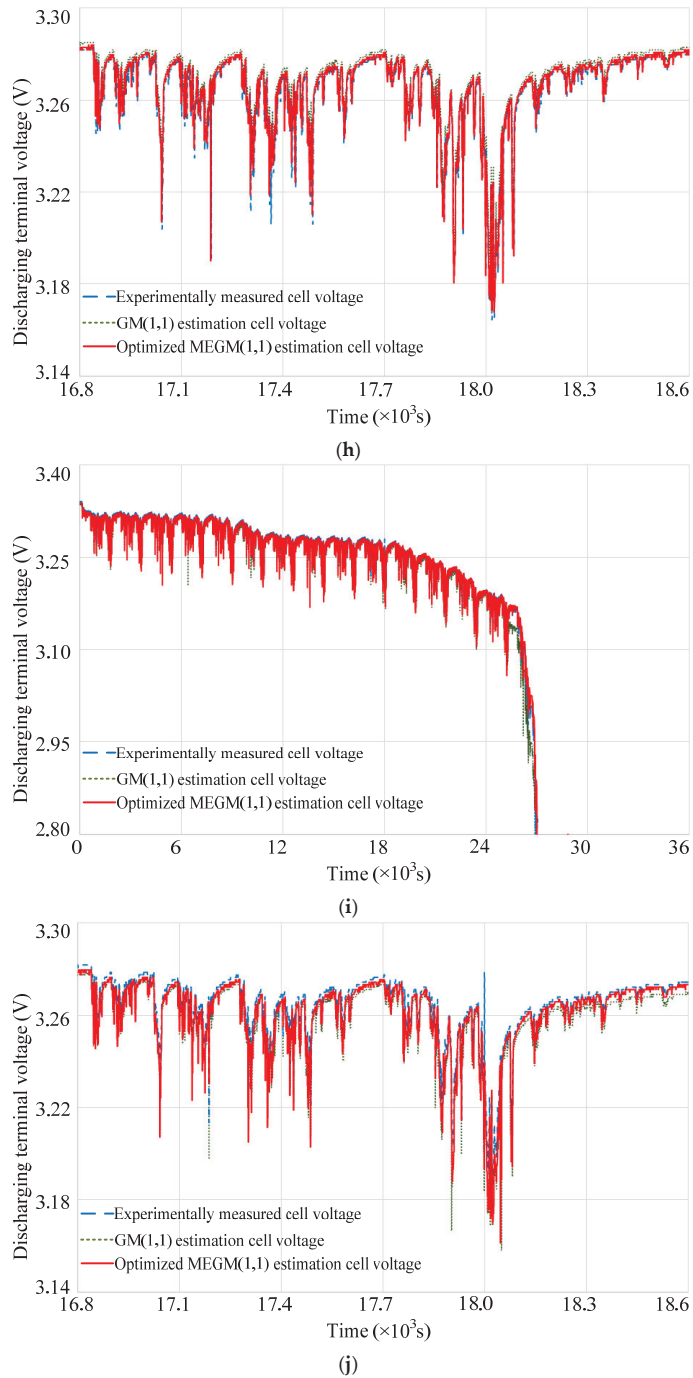 3.30
3.26
3.22
3.18
3.14
Discharging terminal voltage (V)
Experimentally measured cell voltage
GM(1,1) estimation cell voltage
Optimized MEGM(1,1) estimation cell voltage
16.8 17.1 17.4 17.7 18.0 18.3 18.6
Time (×10³s)
(h)
3.40
3.25
3.10
2.95
2.80
Discharging terminal voltage (V)
Experimentally measured cell voltage
GM(1,1) estimation cell voltage
Optimized MEGM(1,1) estimation cell voltage
0 6 12 18 24 30 36
Time (×10³s)
(i)
3.30
3.26
3.22
3.18
3.14
Discharging terminal voltage (V)
Experimentally measured cell voltage
GM(1,1) estimation cell voltage
Optimized MEGM(1,1) estimation cell voltage
16.8 17.1 17.4 17.7 18.0 18.3 18.6
Time (×10³s)
(j)